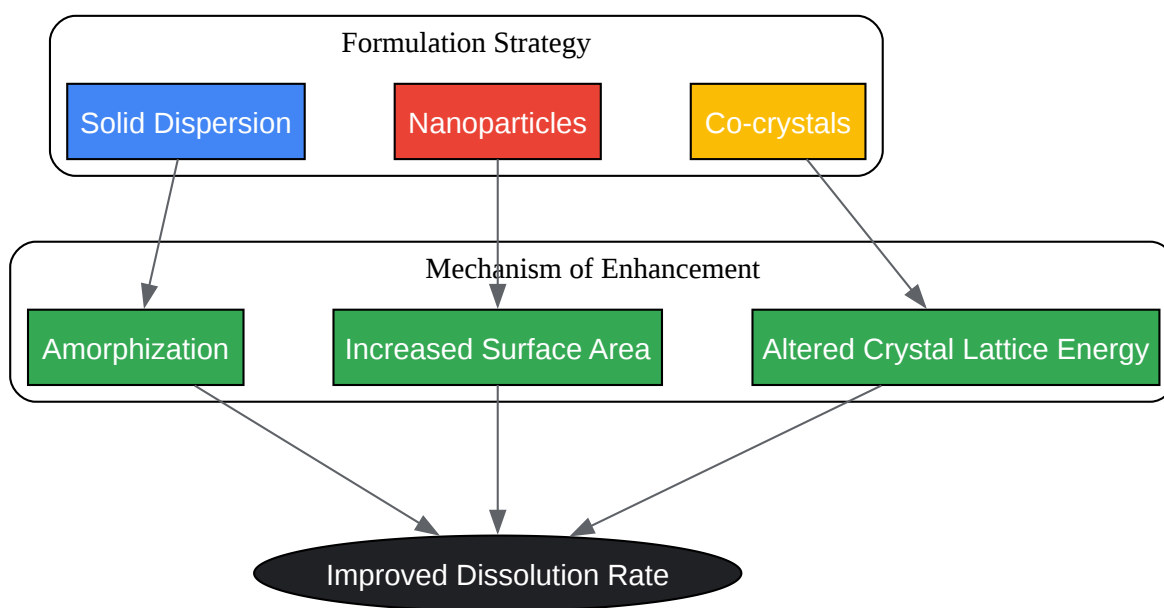 Formulation Strategy
Solid Dispersion
Nanoparticles
Co-crystals
Mechanism of Enhancement
Amorphization
Increased Surface Area
Altered Crystal Lattice Energy
Improved Dissolution Rate